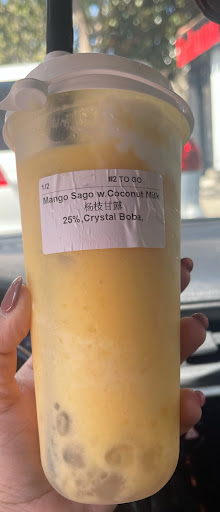 1/2 #2 TO GO
Mango Sago w.Coconut Milk
杨枝甘露
25%,Crystal Boba,